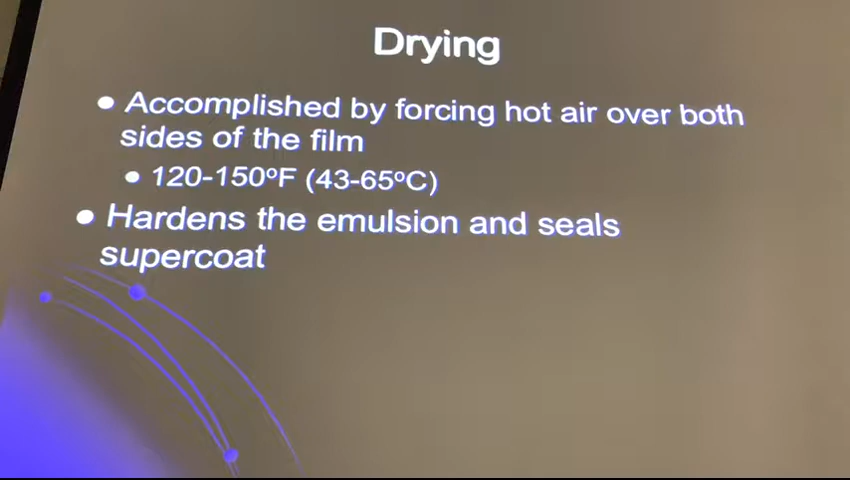 Drying
● Accomplished by forcing hot air over both
sides of the film
● 120-150ºF (43-65ºC)
● Hardens the emulsion and seals
supercoat